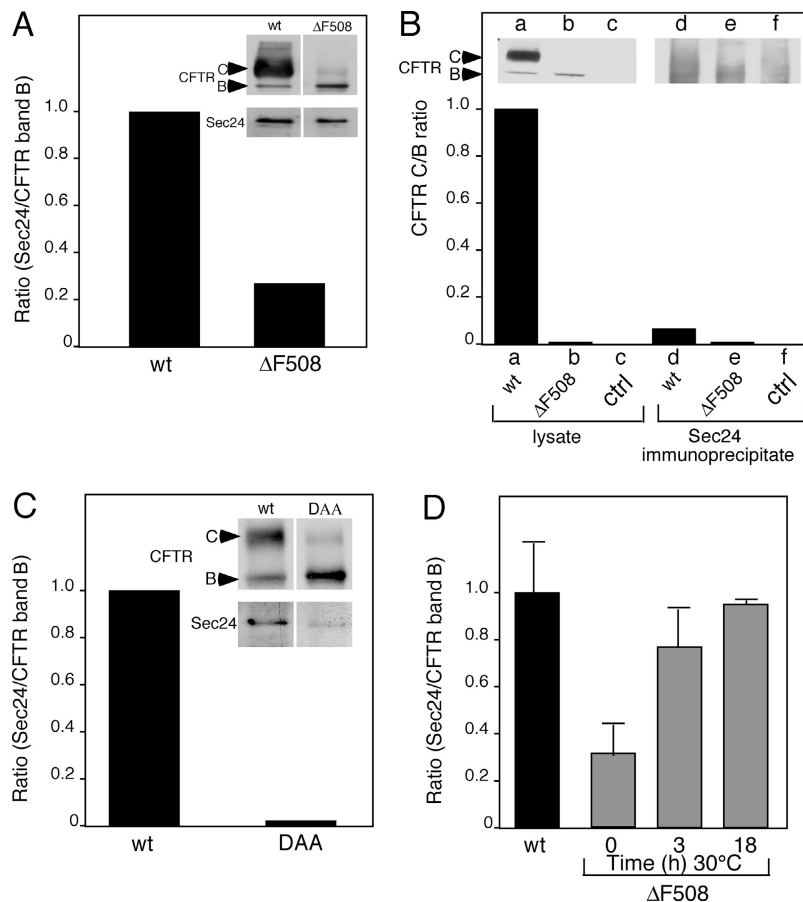 A
wt
ΔF508
C
CFTR
B
Sec24
Ratio (Sec24/CFTR band B)
1.0
0.8
0.6
0.4
0.2
0
wt
ΔF508
B
a
b
c
d
e
f
C
CFTR
B
CFTR C/B ratio
1.0
0.8
0.6
0.4
0.2
0
a
b
c
d
e
f
wt
ΔF508
ctrl
wt
ΔF508
ctrl
lysate
Sec24
immunoprecipitate
C
wt
DAA
C
CFTR
B
Sec24
Ratio (Sec24/CFTR band B)
1.0
0.8
0.6
0.4
0.2
0
wt
DAA
D
Ratio (Sec24/CFTR band B)
1.0
0.8
0.6
0.4
0.2
0
wt
0
3
18
Time (h) 30°C
ΔF508